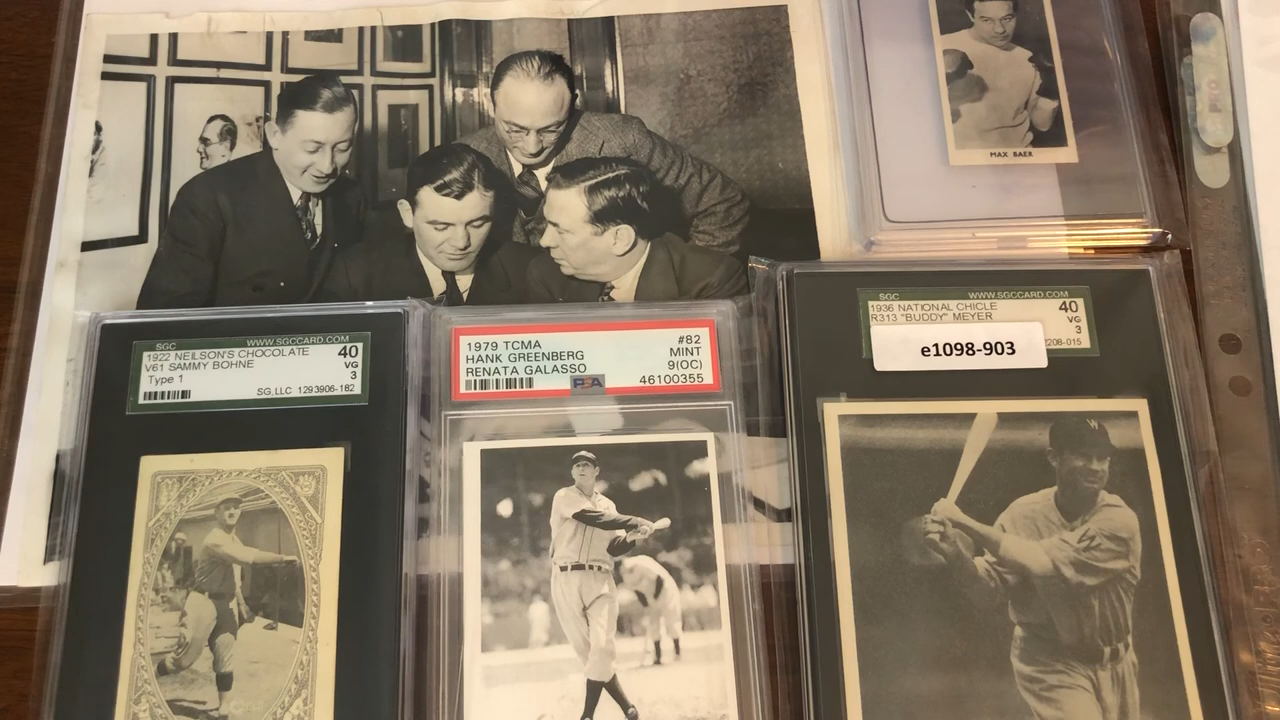 MAX BAER
SGC WWW.SGCCARD.COM
1922 NEILSON'S CHOCOLATE 40
V61 SAMMY BOHNE VG
Type 1 3
SG,LLC 1293906-182
1979 TCMA #82
HANK GREENBERG MINT
RENATA GALASSO 9(OC)
PSA 46100355
SGC WWW.SGCCARD.COM
1936 NATIONAL CHICLE 40
R313 "BUDDY" MEYER VG
3
208-015
e1098-903
W